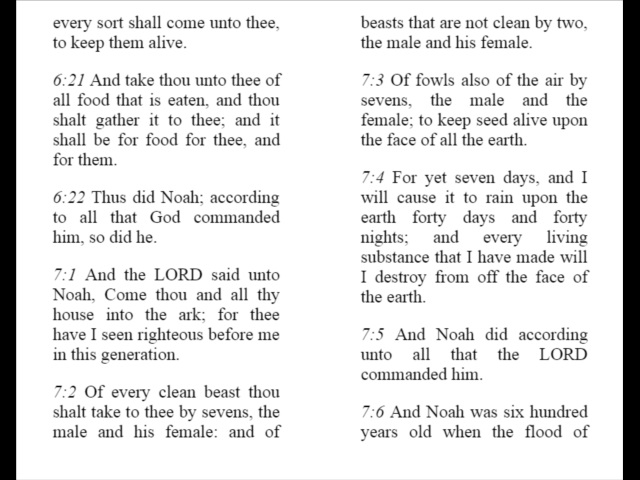 every sort shall come unto thee,
to keep them alive.
6:21 And take thou unto thee of
all food that is eaten, and thou
shalt gather it to thee; and it
shall be for food for thee, and
for them.
6:22 Thus did Noah; according
to all that God commanded
him, so did he.
7:1 And the LORD said unto
Noah, Come thou and all thy
house into the ark; for thee
have I seen righteous before me
in this generation.
7:2 Of every clean beast thou
shalt take to thee by sevens, the
male and his female: and of
beasts that are not clean by two,
the male and his female.
7:3 Of fowls also of the air by
sevens, the male and the
female; to keep seed alive upon
the face of all the earth.
7:4 For yet seven days, and I
will cause it to rain upon the
earth forty days and forty
nights; and every living
substance that I have made will
I destroy from off the face of
the earth.
7:5 And Noah did according
unto all that the LORD
commanded him.
7:6 And Noah was six hundred
years old when the flood of